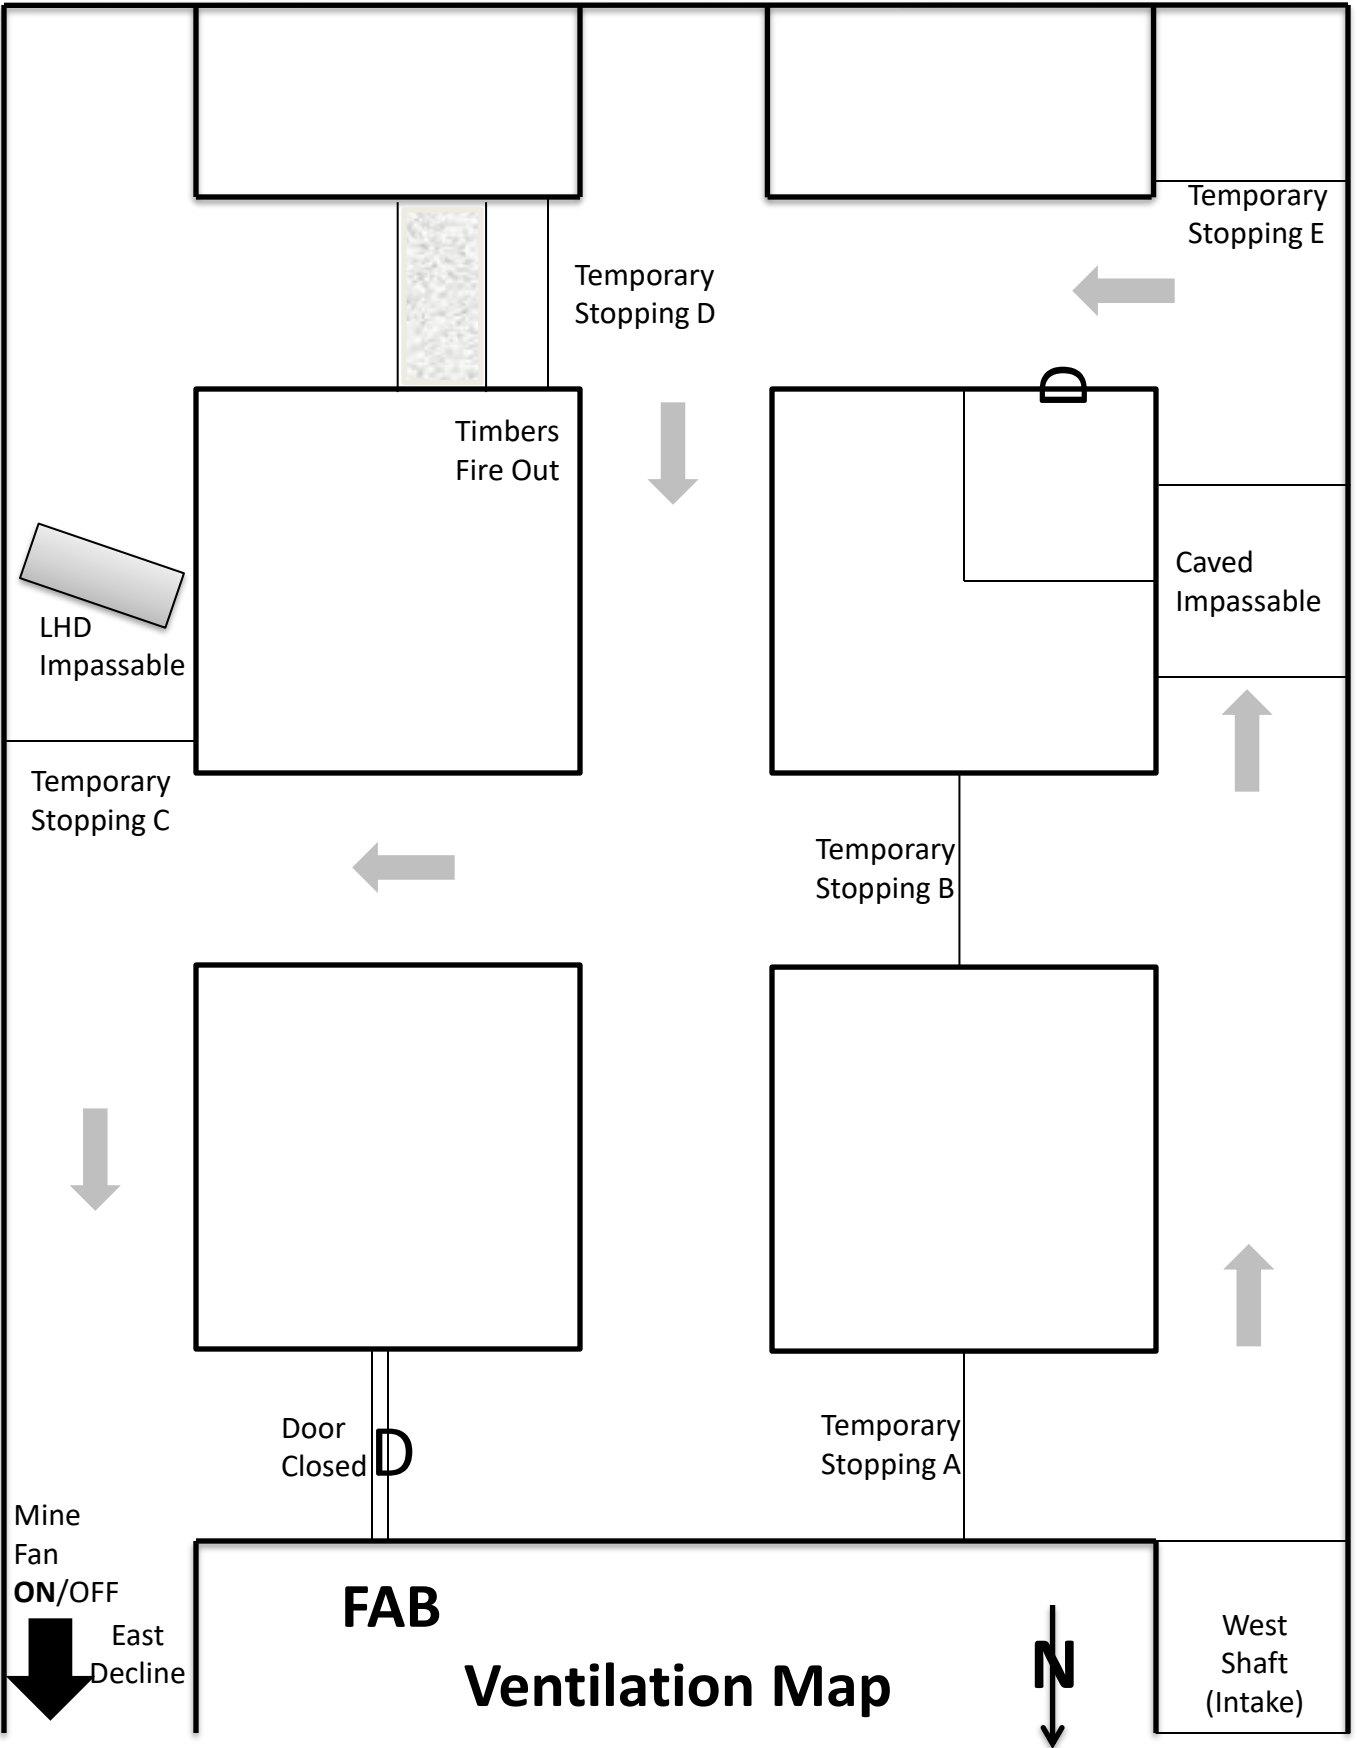 Temporary
Stopping E
Temporary
Stopping D
D
Timbers
Fire Out
Caved
Impassable
LHD
Impassable
Temporary
Stopping C
Temporary
Stopping B
Door
Closed
D
Temporary
Stopping A
Mine
Fan
ON/OFF
East
Decline
FAB
Ventilation Map
N
West
Shaft
(Intake)